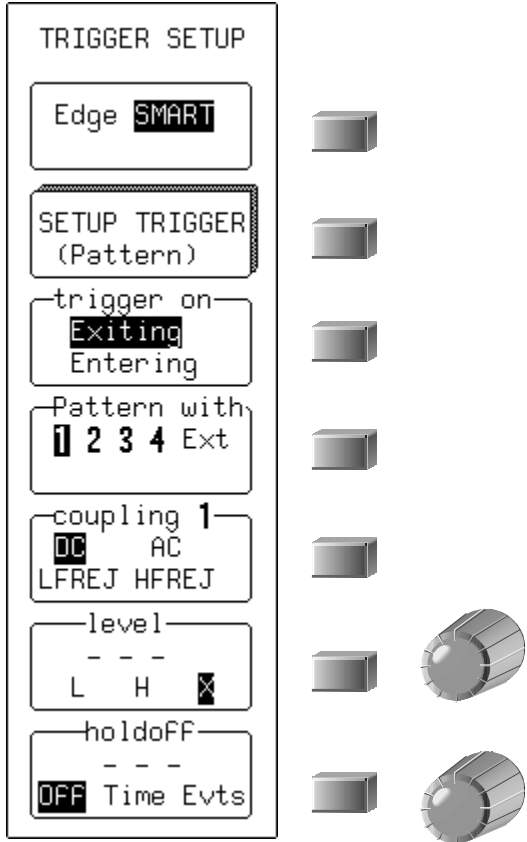 TRIGGER SETUP
Edge SMART
SETUP TRIGGER
(Pattern)
trigger on
Exiting
Entering
Pattern with
1 2 3 4 Ext
coupling 1
DC AC
LFREJ HFREJ
level
- - -
L H X
holdoff
- - -
OFF Time Evts